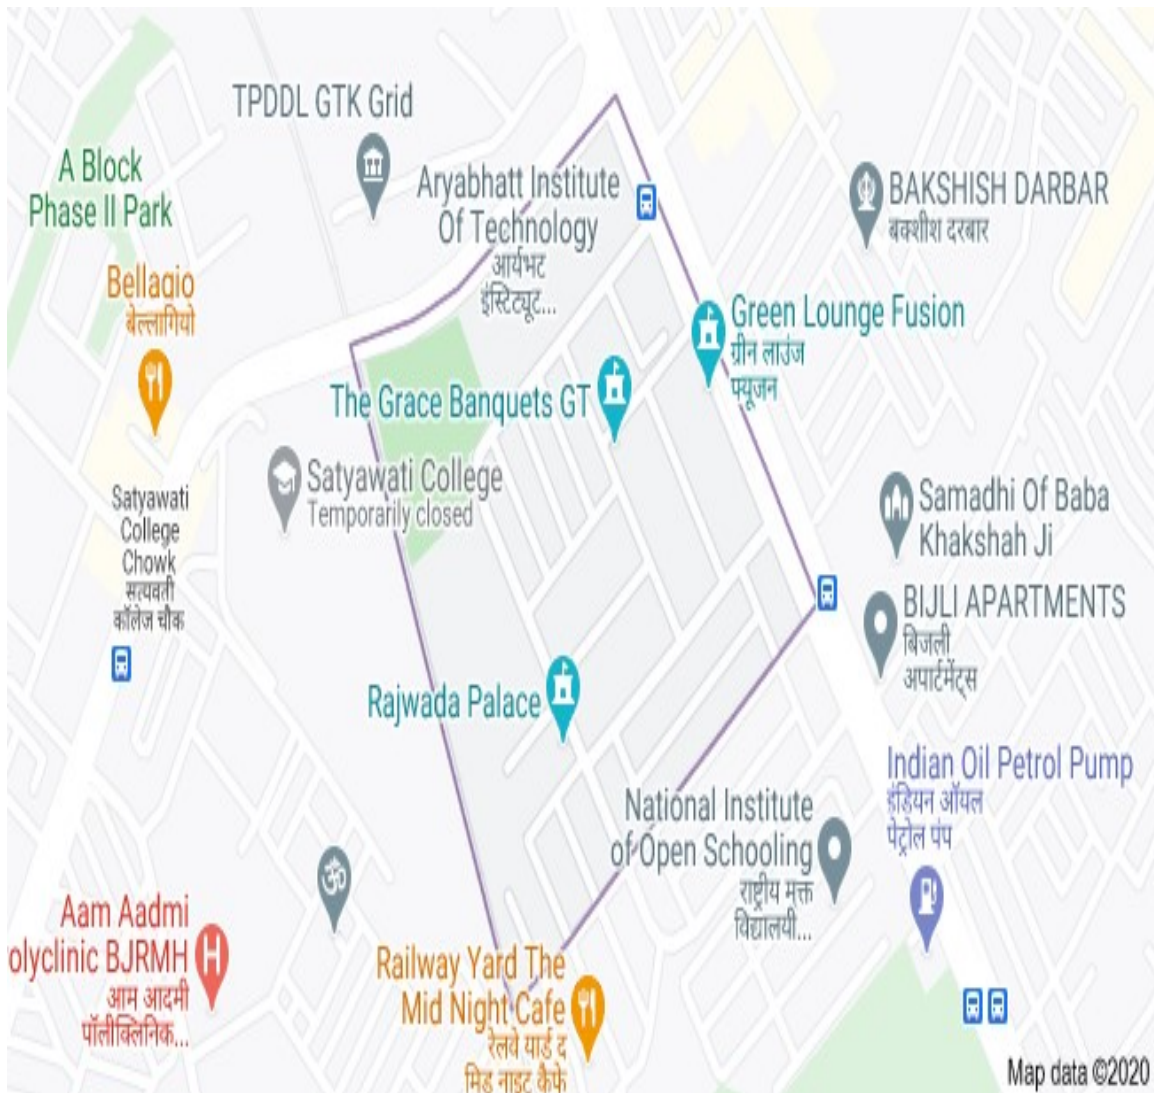 TPDDL GTK Grid
A Block
Phase II Park
Aryabhatt Institute
Of Technology
आर्यभट
इंस्टिट्यूट...
BAKSHISH DARBAR
बक्शीश दरबार
Bellagio
बेल्लागियो
Green Lounge Fusion
ग्रीन लाउंज
फ्यूजन
The Grace Banquets GT
Satyawati College
Temporarily closed
Satyawati
College
Chowk
सत्यवती
कॉलेज चौक
Samadhi Of Baba
Khakshah Ji
BIJLI APARTMENTS
बिजली
अपार्टमेंट्स
Rajwada Palace
Indian Oil Petrol Pump
इंडियन ऑयल
पेट्रोल पंप
National Institute
of Open Schooling
राष्ट्रीय मुक्त
विद्यालयी...
ॐ
Aam Aadmi
olyclinic BJRMH
आम आदमी
पॉलीक्लिनिक...
H
Railway Yard The
Mid Night Cafe
रेलवे यार्ड द
मिड नाइट कैफे
Map data ©2020